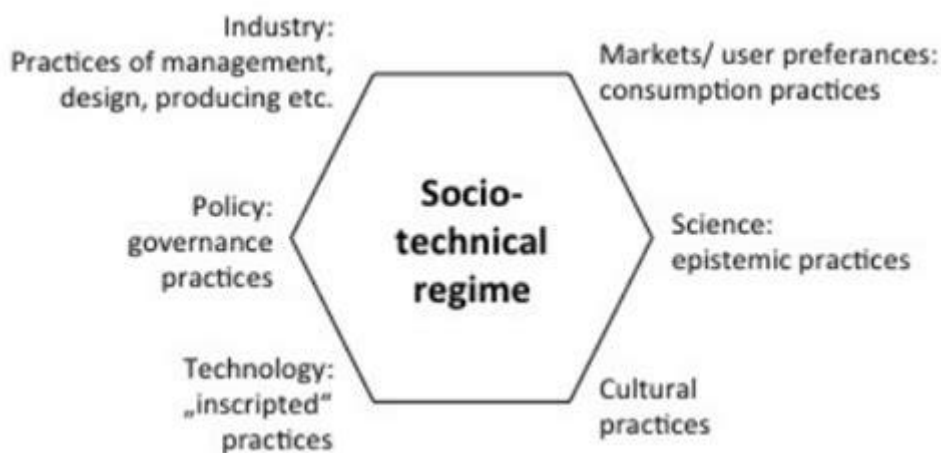 Industry:
Practices of management,
design, producing etc.
Markets/ user preferances:
consumption practices
Policy:
governance
practices
Socio-
technical
regime
Science:
epistemic practices
Technology:
„inscripted“
practices
Cultural
practices